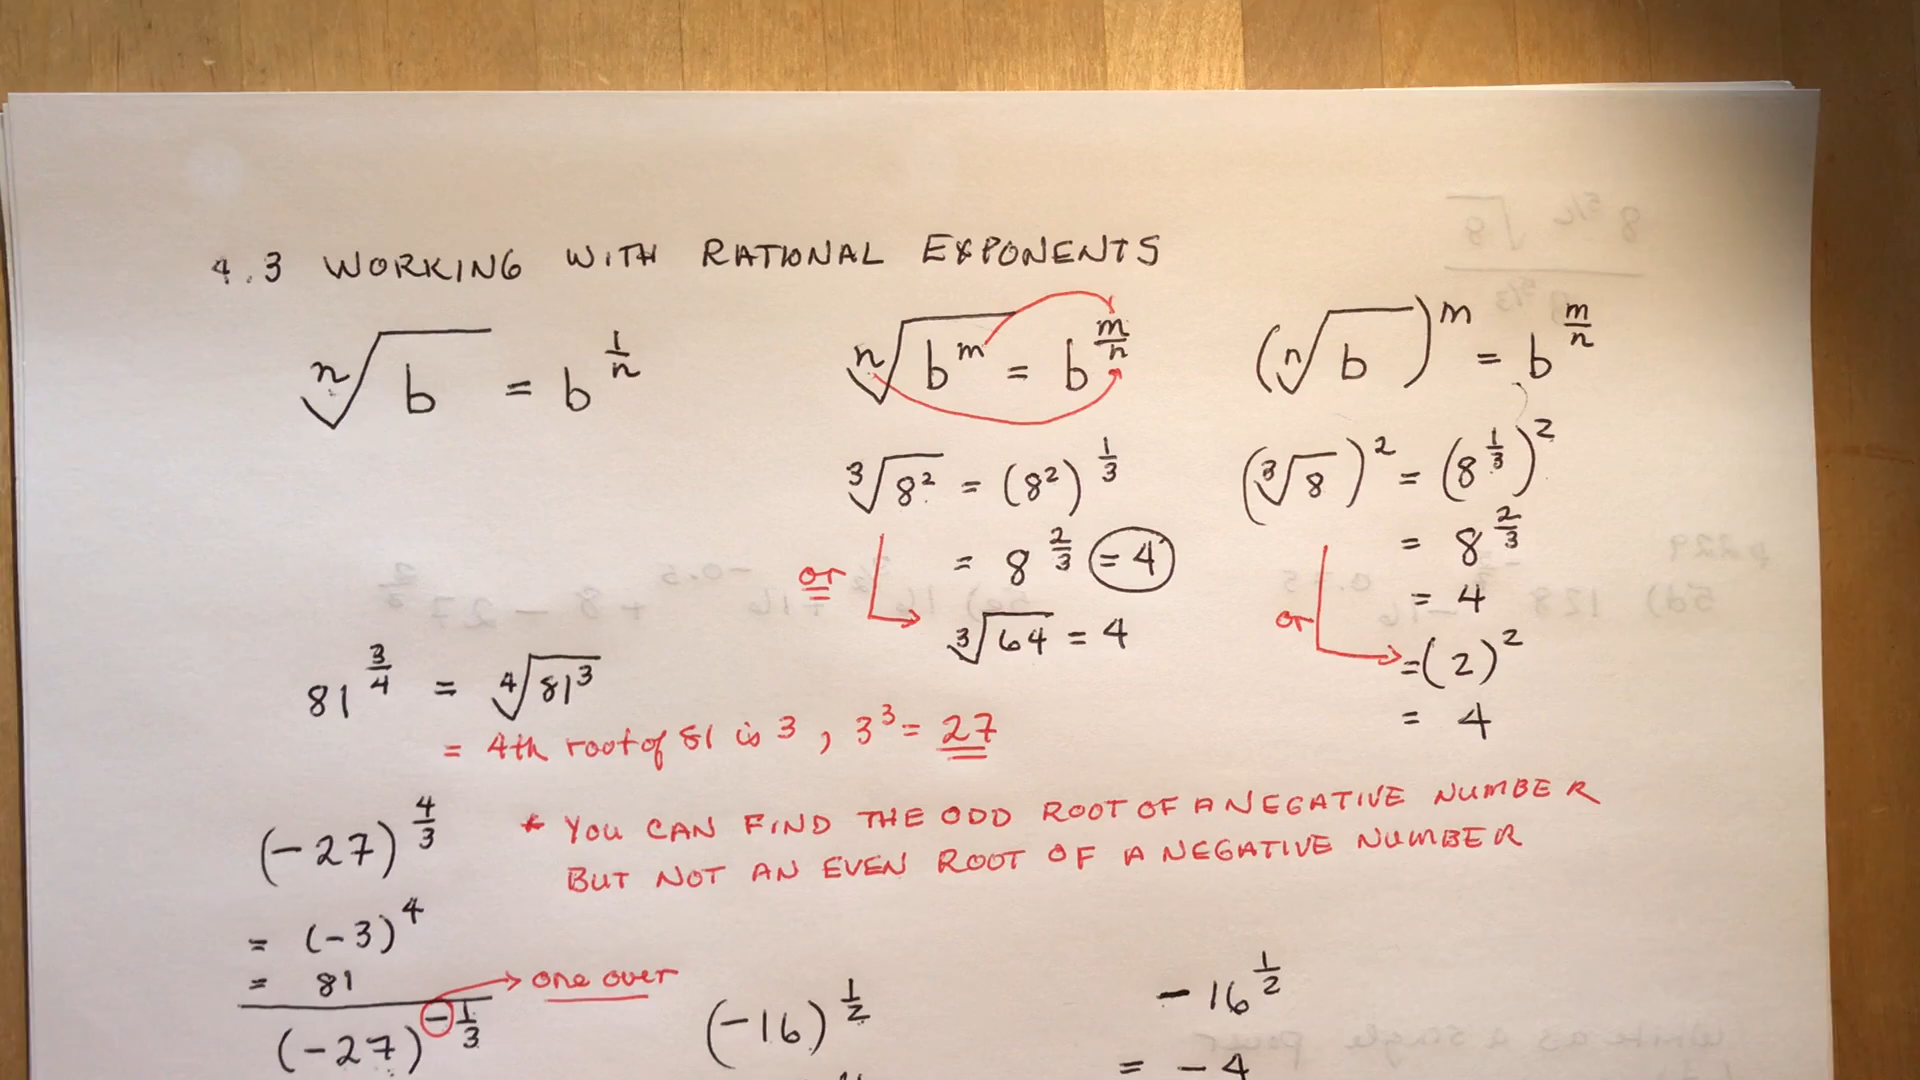 4.3 WORKING WITH RATIONAL EXPONENTS
ⁿ√b = b^(1/n)
ⁿ√(b^m) = b^(m/n)
(ⁿ√b)^m = b^(m/n)
³√(8²) = (8²)^(1/3)
= 8^(2/3) = 4
or
³√64 = 4
(³√8)² = (8^(1/3))²
= 8^(2/3)
= 4
or
= (2)²
= 4
81^(3/4) = ⁴√(81³)
= 4th root of 81 is 3, 3³ = 27
(-27)^(4/3)
= (-3)^4
= 81
* YOU CAN FIND THE ODD ROOT OF A NEGATIVE NUMBER
BUT NOT AN EVEN ROOT OF A NEGATIVE NUMBER
(-27)^(-1/3)
one over
(-16)^(1/2)
-16^(1/2)
= -4